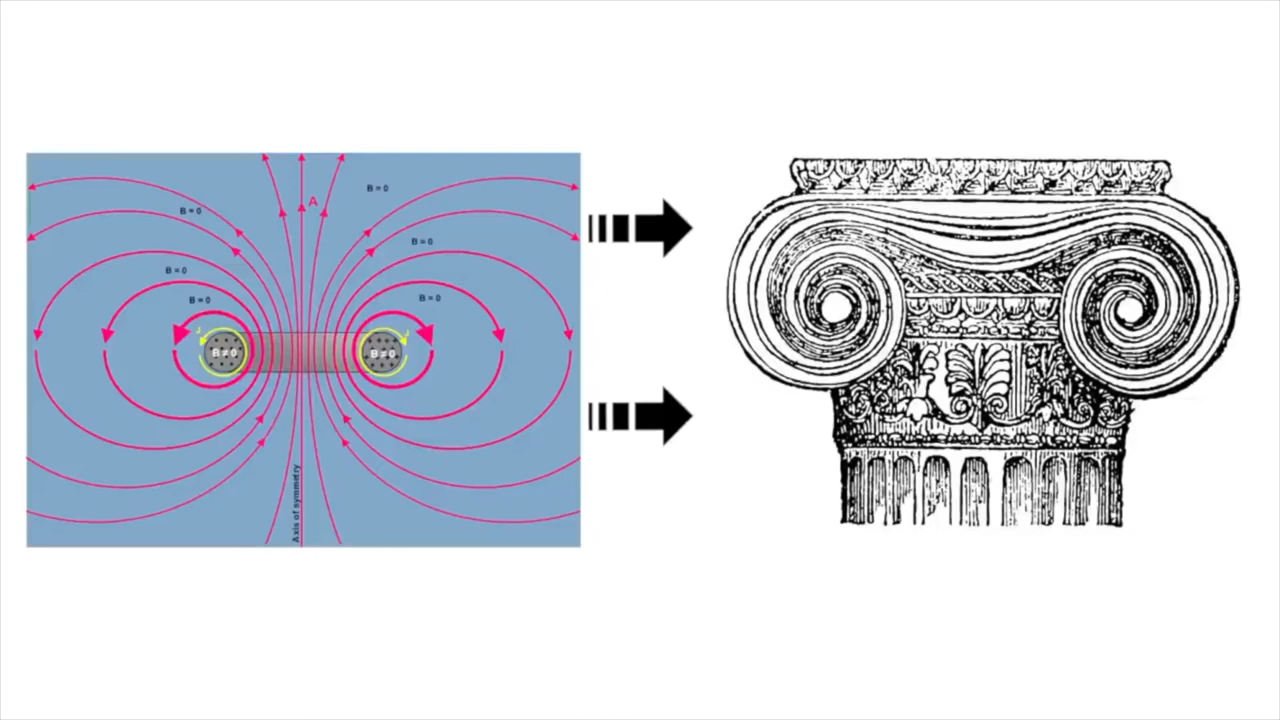 B = 0
B = 0
A
B = 0
B = 0
B = 0
B = 0
J
J
B ≠ 0
B ≠ 0
Axis of symmetry